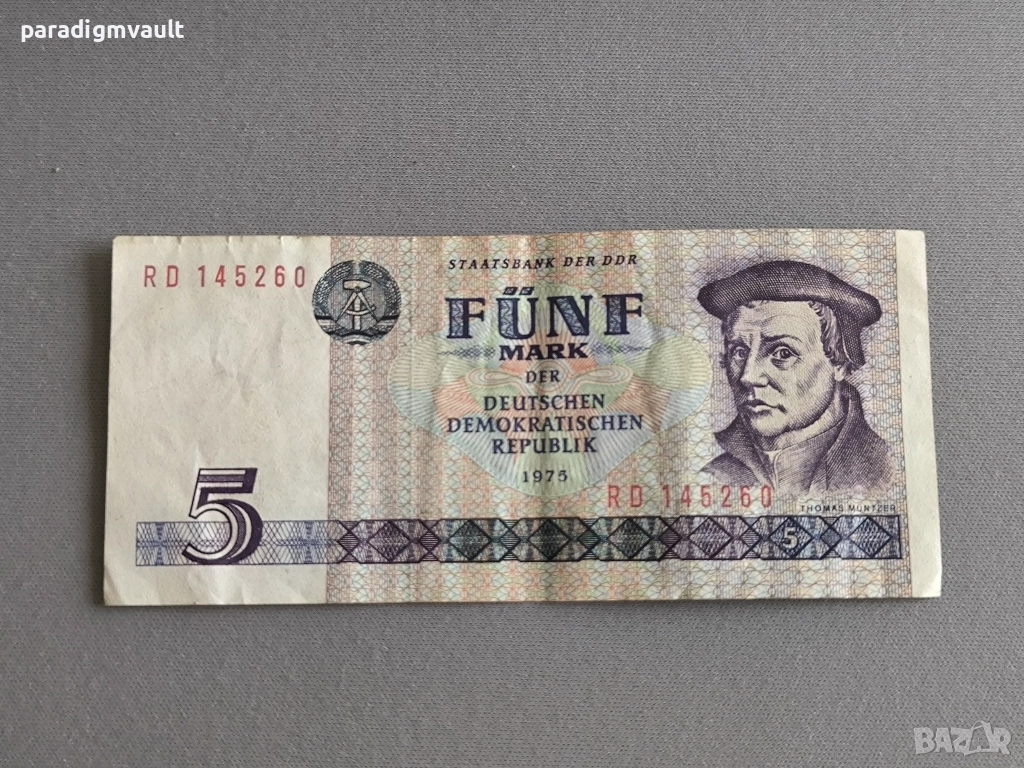 paradigmvault
RD 145260
STAATSBANK DER DDR
FÜNF
MARK
DER
DEUTSCHEN
DEMOKRATISCHEN
REPUBLIK
1975
RD 145260
THOMAS MÜNTZER
5
5
BAZAR